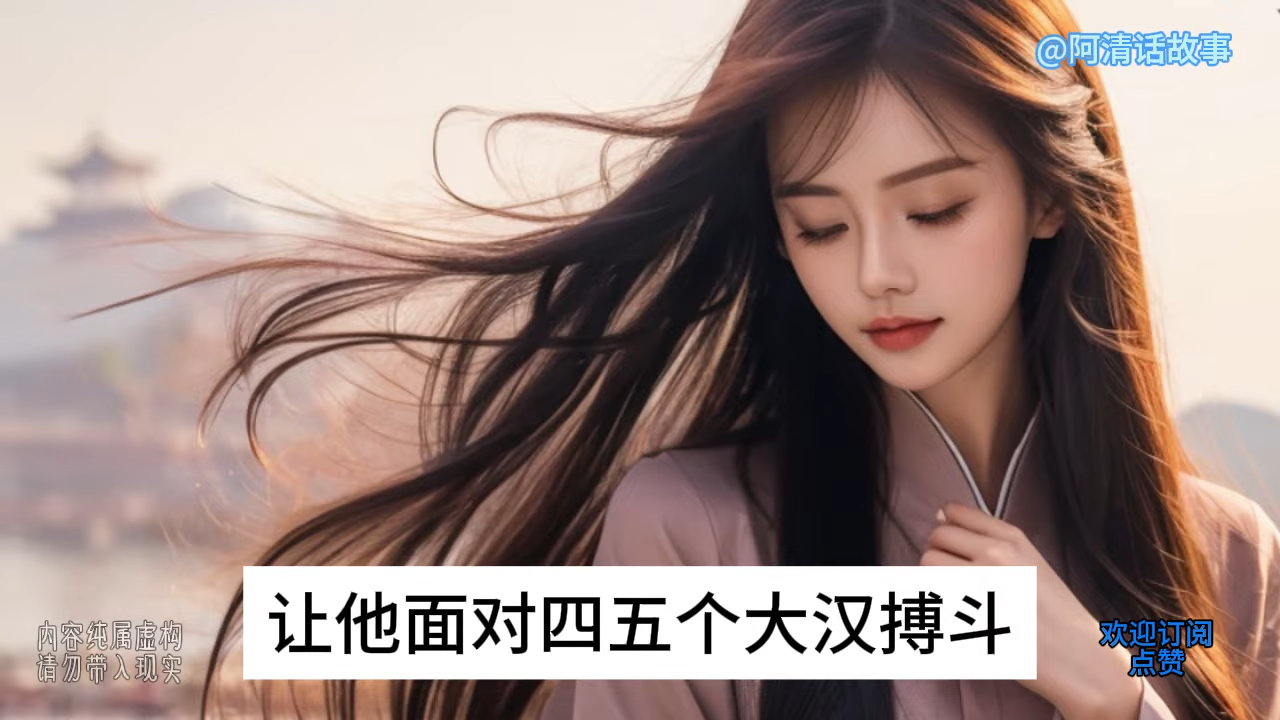 @阿清话故事
让他面对四五个大汉搏斗
内容纯属虚构
请勿带入现实
欢迎订阅
点赞